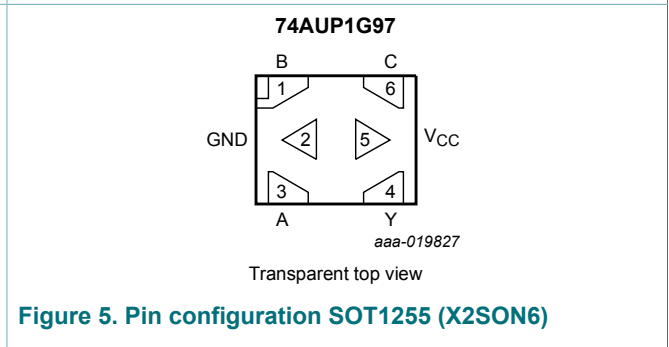 74AUP1G97
B C
1 6
GND 2 5 VCC
3 4
A Y
aaa-019827
Transparent top view
Figure 5. Pin configuration SOT1255 (X2SON6)